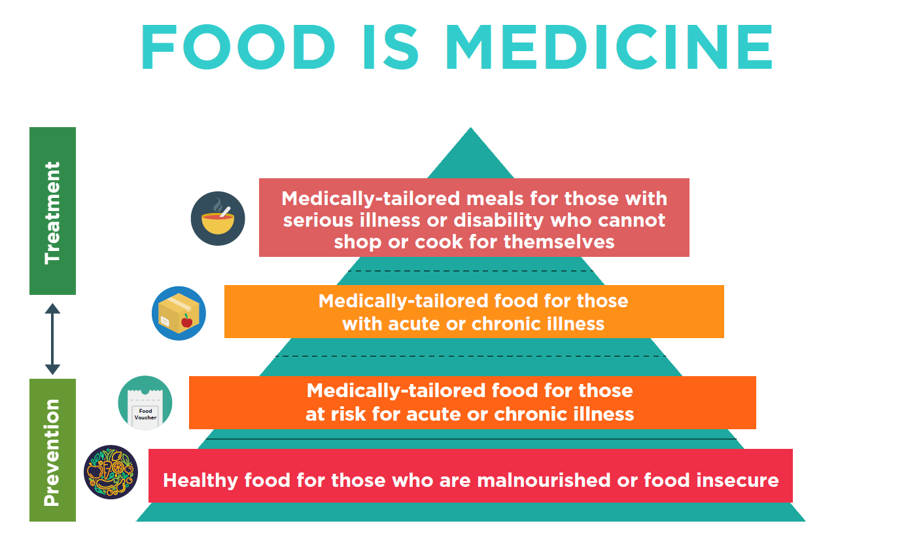 FOOD IS MEDICINE
Treatment
Medically-tailored meals for those with
serious illness or disability who cannot
shop or cook for themselves
Medically-tailored food for those
with acute or chronic illness
Prevention
Food
Voucher
Medically-tailored food for those
at risk for acute or chronic illness
Healthy food for those who are malnourished or food insecure